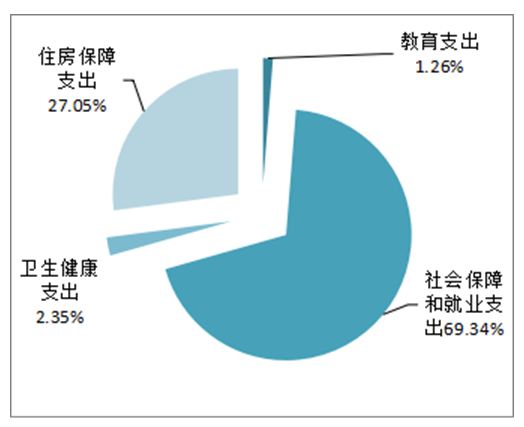 教育支出
1.26%
住房保障
支出
27.05%
卫生健康
支出
2.35%
社会保障
和就业支
出69.34%